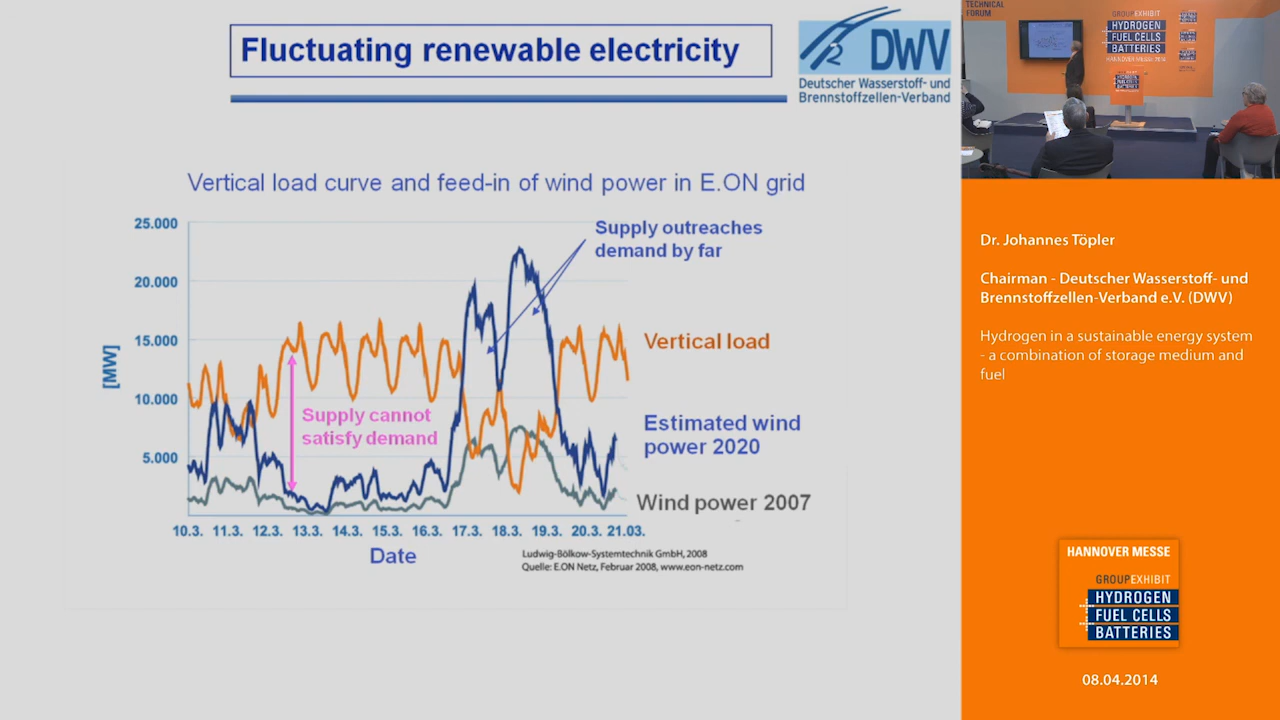 Fluctuating renewable electricity
DWV
Deutscher Wasserstoff- und
Brennstoffzellen-Verband
Vertical load curve and feed-in of wind power in E.ON grid
[MW]
25.000
20.000
15.000
10.000
5.000
Supply outreaches
demand by far
Vertical load
Supply cannot
satisfy demand
Estimated wind
power 2020
Wind power 2007
10.3. 11.3. 12.3. 13.3. 14.3. 15.3. 16.3. 17.3. 18.3. 19.3. 20.3. 21.03.
Date
Ludwig-Bölkow-Systemtechnik GmbH, 2008
Quelle: E.ON Netz, Februar 2008, www.eon-netz.com
TECHNICAL
FORUM
GROUP EXHIBIT
HYDROGEN
FUEL CELLS
BATTERIES
HANNOVER MESSE 2014
Dr. Johannes Töpler
Chairman - Deutscher Wasserstoff- und
Brennstoffzellen-Verband e.V. (DWV)
Hydrogen in a sustainable energy system
- a combination of storage medium and
fuel
HANNOVER MESSE
GROUPEXHIBIT
HYDROGEN
FUEL CELLS
BATTERIES
08.04.2014